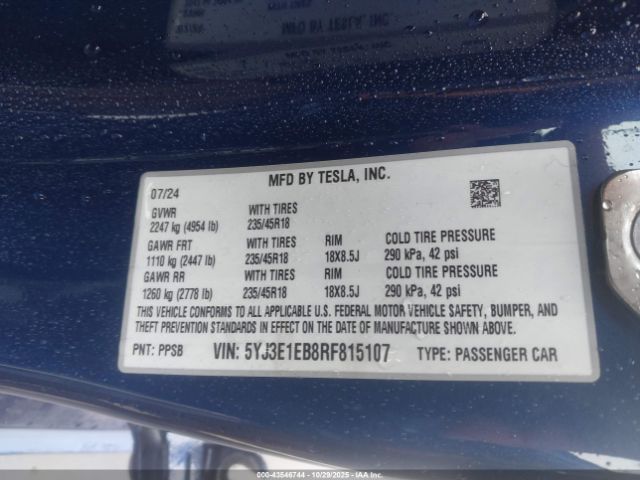 MFD BY TESLA, INC.
07/24
GVWR WITH TIRES
2247 kg (4954 lb) 235/45R18
GAWR FRT WITH TIRES RIM COLD TIRE PRESSURE
1110 kg (2447 lb) 235/45R18 18X8.5J 290 kPa, 42 psi
GAWR RR WITH TIRES RIM COLD TIRE PRESSURE
1260 kg (2778 lb) 235/45R18 18X8.5J 290 kPa, 42 psi
THIS VEHICLE CONFORMS TO ALL APPLICABLE U.S. FEDERAL MOTOR VEHICLE SAFETY, BUMPER, AND
THEFT PREVENTION STANDARDS IN EFFECT ON THE DATE OF MANUFACTURE SHOWN ABOVE.
PNT: PPSB VIN: 5YJ3E1EB8RF815107 TYPE: PASSENGER CAR
000-43546744 - 10/29/2025 - IAAI.COM